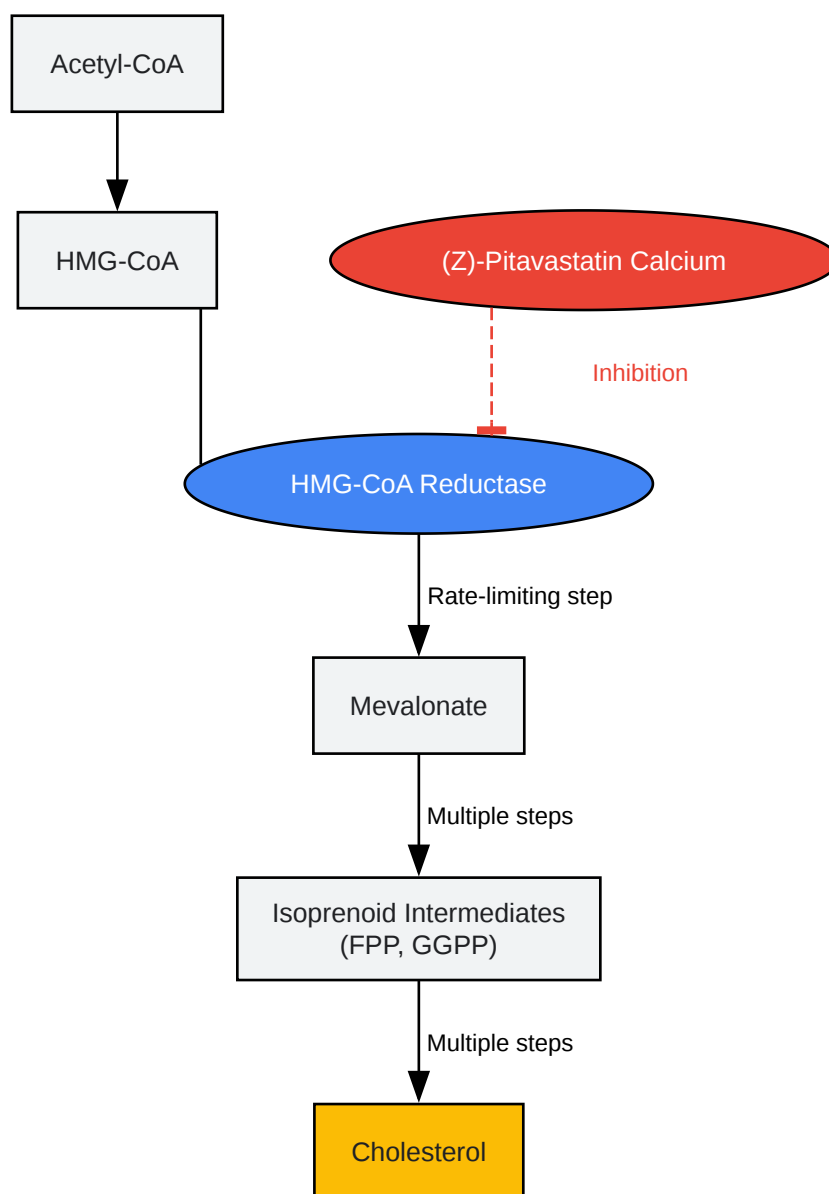 Acetyl-CoA
HMG-CoA
(Z)-Pitavastatin Calcium
Inhibition
HMG-CoA Reductase
Rate-limiting step
Mevalonate
Multiple steps
Isoprenoid Intermediates
(FPP, GGPP)
Multiple steps
Cholesterol